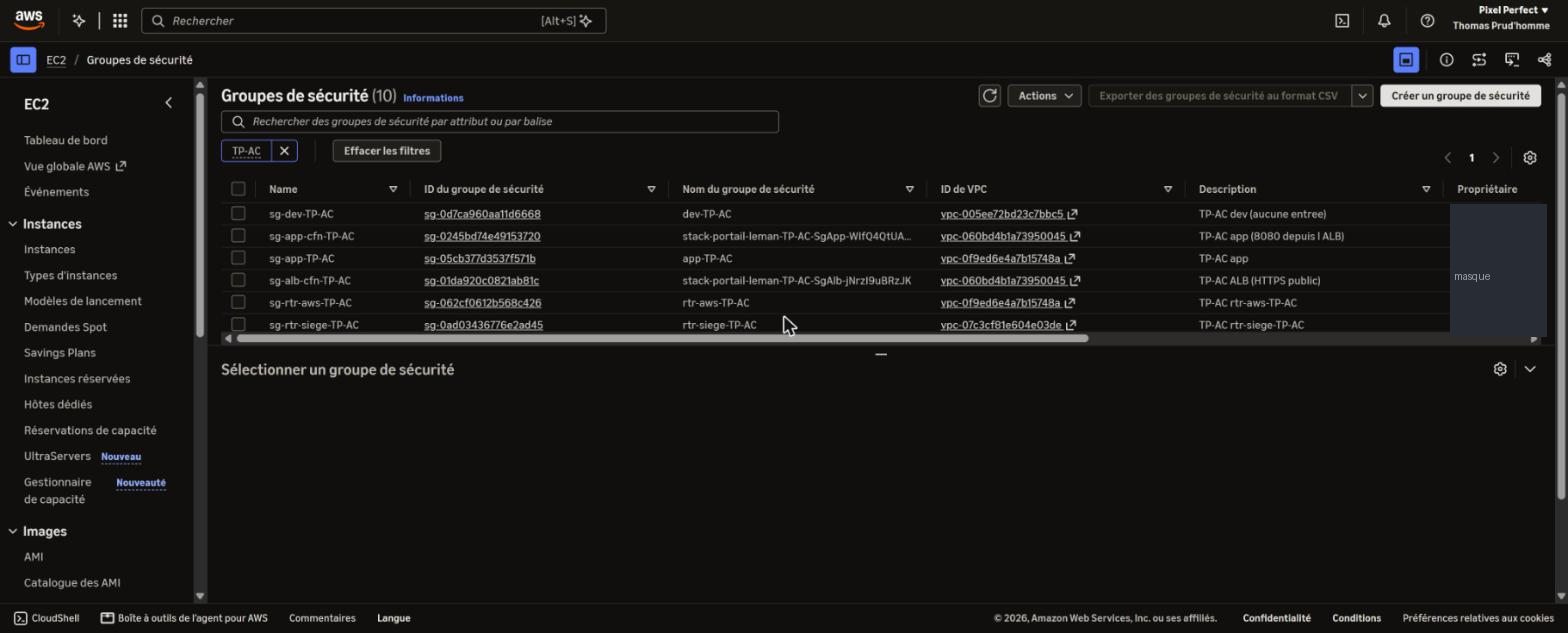 aws
Rechercher [Alt+S]
Pixel Perfect ▼
Thomas Prud'homme
EC2 / Groupes de sécurité
EC2
Tableau de bord
Vue globale AWS
Événements
Instances
Instances
Types d'instances
Modèles de lancement
Demandes Spot
Savings Plans
Instances réservées
Hôtes dédiés
Réservations de capacité
UltraServers Nouveau
Gestionnaire de capacité Nouveauté
Images
AMI
Catalogue des AMI
Groupes de sécurité (10) Informations
Actions
Exporter des groupes de sécurité au format CSV
Créer un groupe de sécurité
Rechercher des groupes de sécurité par attribut ou par balise
TP-AC
Effacer les filtres
1
Name ID du groupe de sécurité Nom du groupe de sécurité ID de VPC Description Propriétaire
sg-dev-TP-AC sg-0d7ca960aa11d6668 dev-TP-AC vpc-005ee72bd23c7bbc5 TP-AC dev (aucune entree)
sg-app-cfn-TP-AC sg-0245bd74e49153720 stack-portail-leman-TP-AC-SgApp-WIfQ4QtUA... vpc-060bd4b1a73950045 TP-AC app (8080 depuis l ALB)
sg-app-TP-AC sg-05cb377d3537f571b app-TP-AC vpc-0f9ed6e4a7b15748a TP-AC app
sg-alb-cfn-TP-AC sg-01da920c0821ab81c stack-portail-leman-TP-AC-SgAlb-jNrzI9uBRzJK vpc-060bd4b1a73950045 TP-AC ALB (HTTPS public)
sg-rtr-aws-TP-AC sg-062cf0612b568c426 rtr-aws-TP-AC vpc-0f9ed6e4a7b15748a TP-AC rtr-aws-TP-AC
sg-rtr-siege-TP-AC sg-0ad03436776e2ad45 rtr-siege-TP-AC vpc-07c3cf81e604e03de TP-AC rtr-siege-TP-AC
masque
Sélectionner un groupe de sécurité
CloudShell Boîte à outils de l'agent pour AWS Commentaires Langue
© 2026, Amazon Web Services, Inc. ou ses affiliés. Confidentialité Conditions Préférences relatives aux cookies